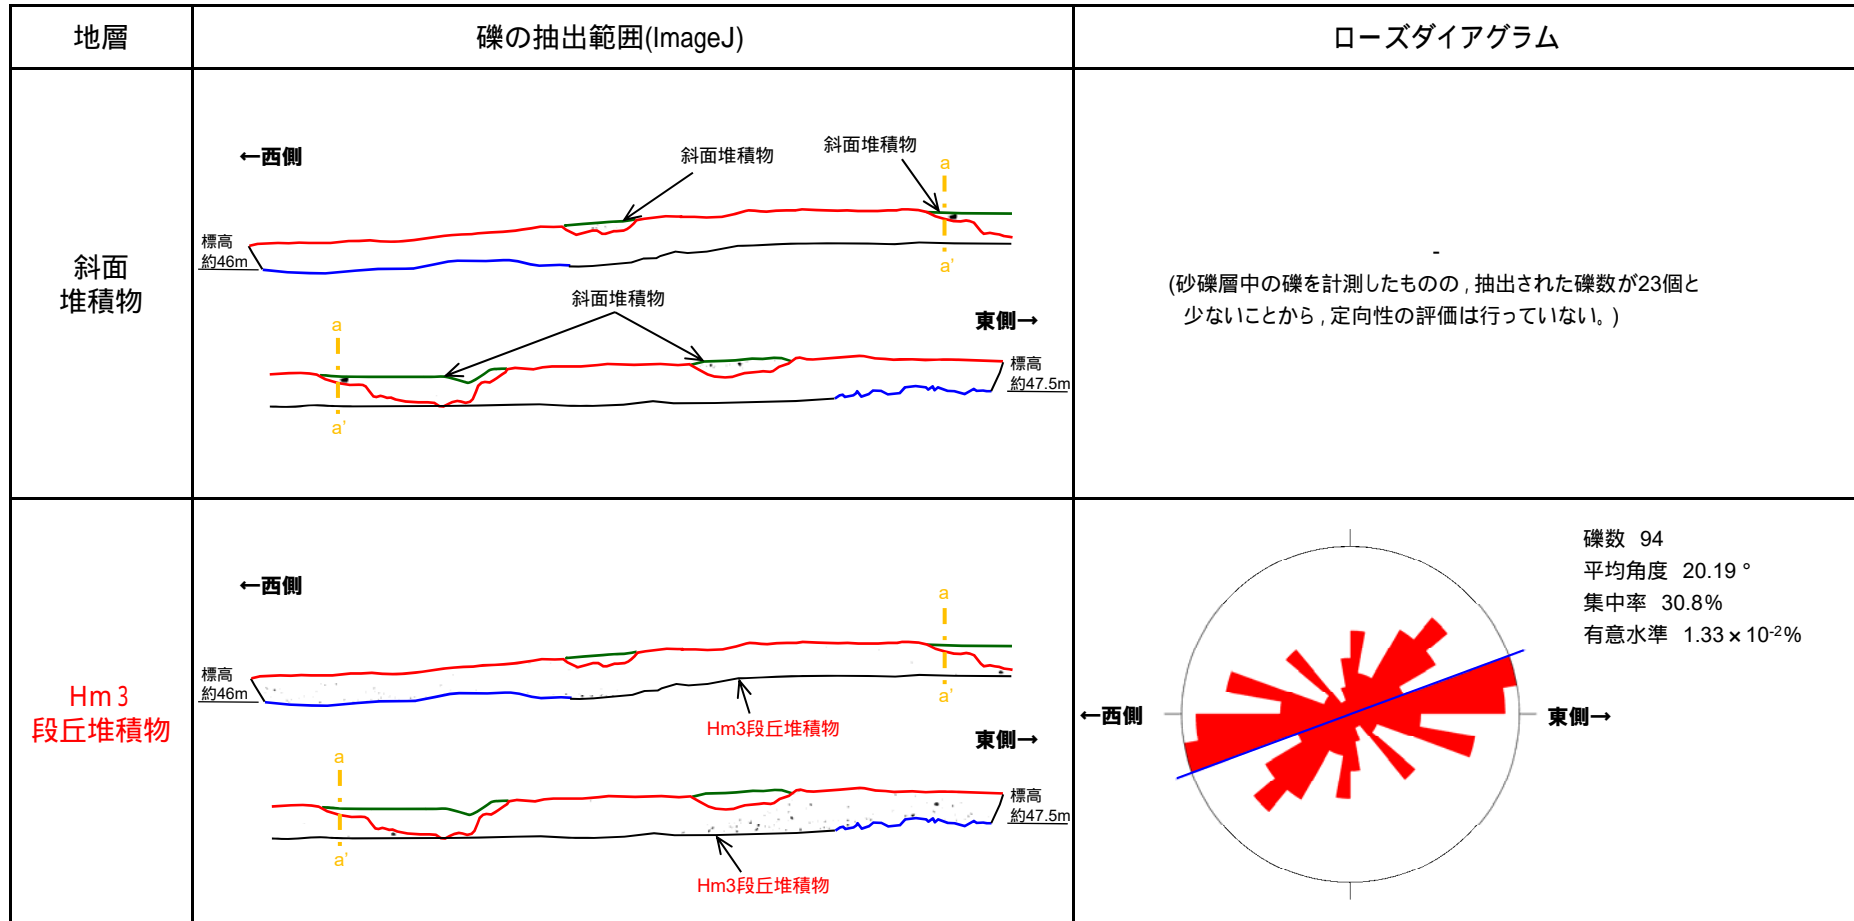 地層
礫の抽出範囲(ImageJ)
ローズダイアグラム
斜面
堆積物
←西側
斜面堆積物
斜面堆積物
a
標高
約46m
a'
斜面堆積物
a
東側→
標高
約47.5m
a'
-
(砂礫層中の礫を計測したものの,抽出された礫数が23個と
少ないことから,定向性の評価は行っていない。)
Hm3
段丘堆積物
←西側
a
標高
約46m
a'
Hm3段丘堆積物
東側→
a
標高
約47.5m
a'
Hm3段丘堆積物
礫数 94
平均角度 20.19 °
集中率 30.8%
有意水準 1.33×10-2%
←西側
東側→